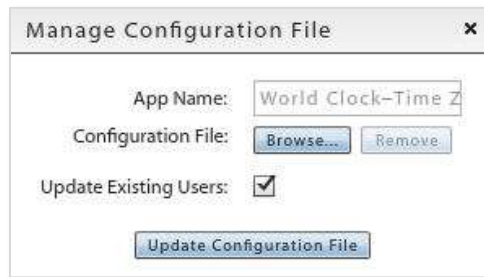 Manage Configuration File
App Name: World Clock–Time Z
Configuration File: Browse... Remove
Update Existing Users:
Update Configuration File